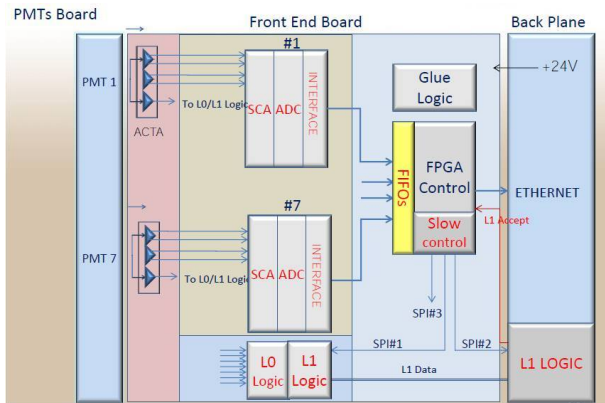 PMTs Board
Front End Board
Back Plane
#1
+24V
Glue
Logic
PMT 1
To L0/L1 Logic
SCA
ADC
INTERFACE
ACTA
FIFOs
FPGA
Control
ETHERNET
L1 Accept
#7
Slow
control
PMT 7
To L0/L1 Logic
SCA
ADC
INTERFACE
SPI#3
SPI#1
SPI#2
L0
Logic
L1
Logic
L1 Data
L1 LOGIC